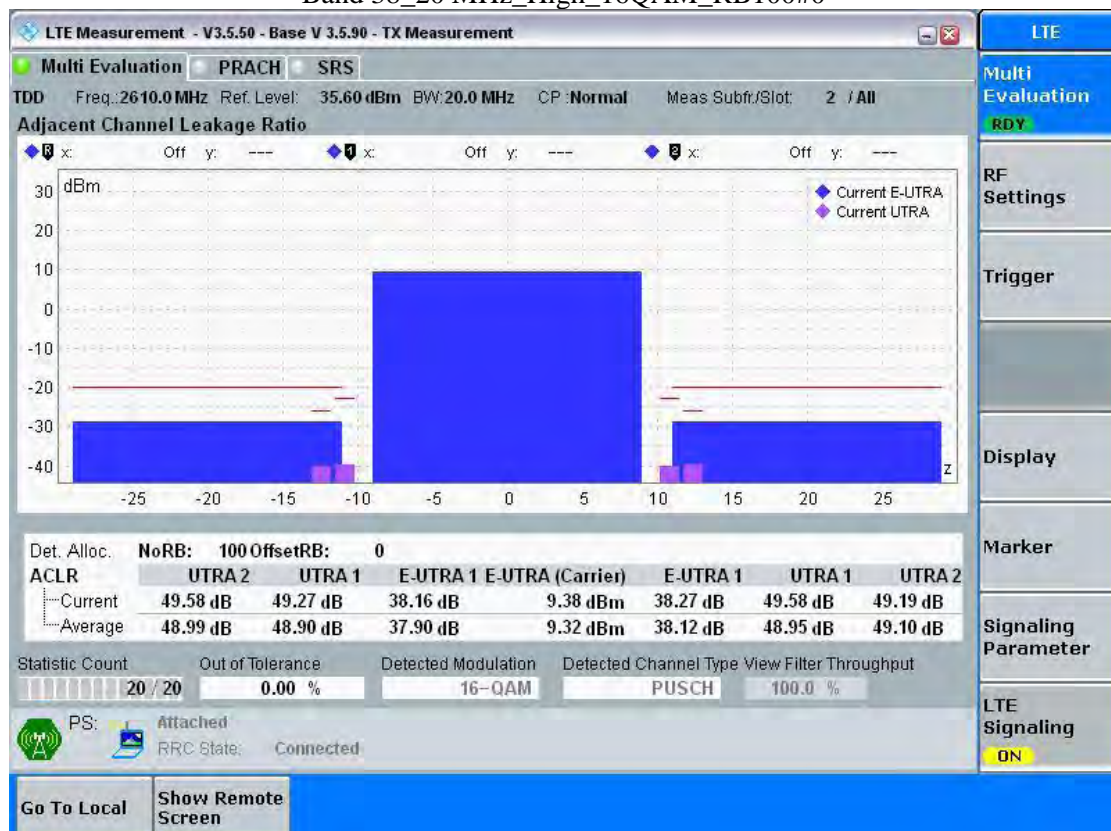 Band 38_20 MHz_High_16QAM_RB100#0
LTE Measurement - V3.5.50 - Base V 3.5.90 - TX Measurement
LTE
Multi Evaluation PRACH SRS
Multi
Evaluation
RDY
TDD Freq.:2610.0 MHz Ref. Level: 35.60 dBm BW:20.0 MHz CP :Normal Meas Subfr./Slot: 2 / All
Adjacent Channel Leakage Ratio
R x: Off y: --- 1 x: Off y: --- 2 x: Off y: ---
dBm
Current E-UTRA
Current UTRA
30
20
10
0
-10
-20
-30
-40
z
-25 -20 -15 -10 -5 0 5 10 15 20 25
RF
Settings
Trigger
Display
Marker
Signaling
Parameter
LTE
Signaling
ON
Det. Alloc. NoRB: 100 OffsetRB: 0
ACLR UTRA 2 UTRA 1 E-UTRA 1 E-UTRA (Carrier) E-UTRA 1 UTRA 1 UTRA 2
Current 49.58 dB 49.27 dB 38.16 dB 9.38 dBm 38.27 dB 49.58 dB 49.19 dB
Average 48.99 dB 48.90 dB 37.90 dB 9.32 dBm 38.12 dB 48.95 dB 49.10 dB
Statistic Count Out of Tolerance Detected Modulation Detected Channel Type View Filter Throughput
20 / 20 0.00 % 16-QAM PUSCH 100.0 %
PS: Attached
RRC State: Connected
Go To Local
Show Remote
Screen